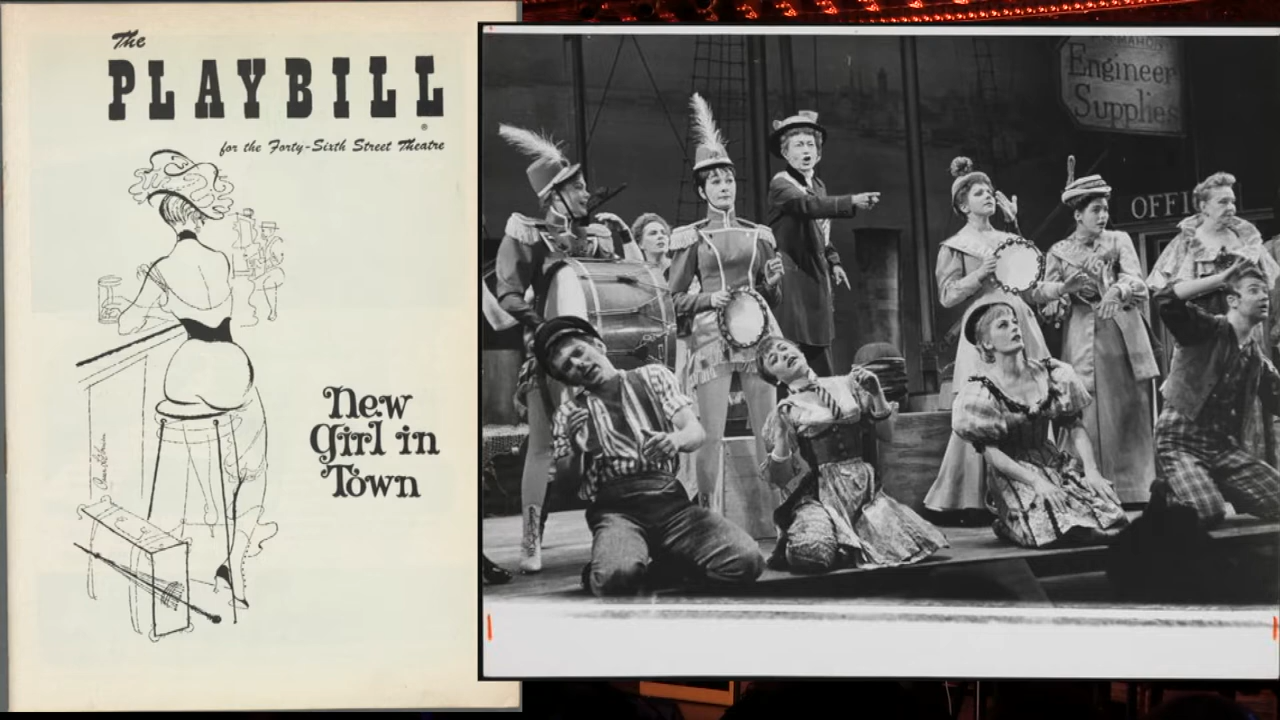 The
PLAYBILL
®
for the Forty-Sixth Street Theatre
New
Girl in
Town
Engineer
Supplies
OFFI